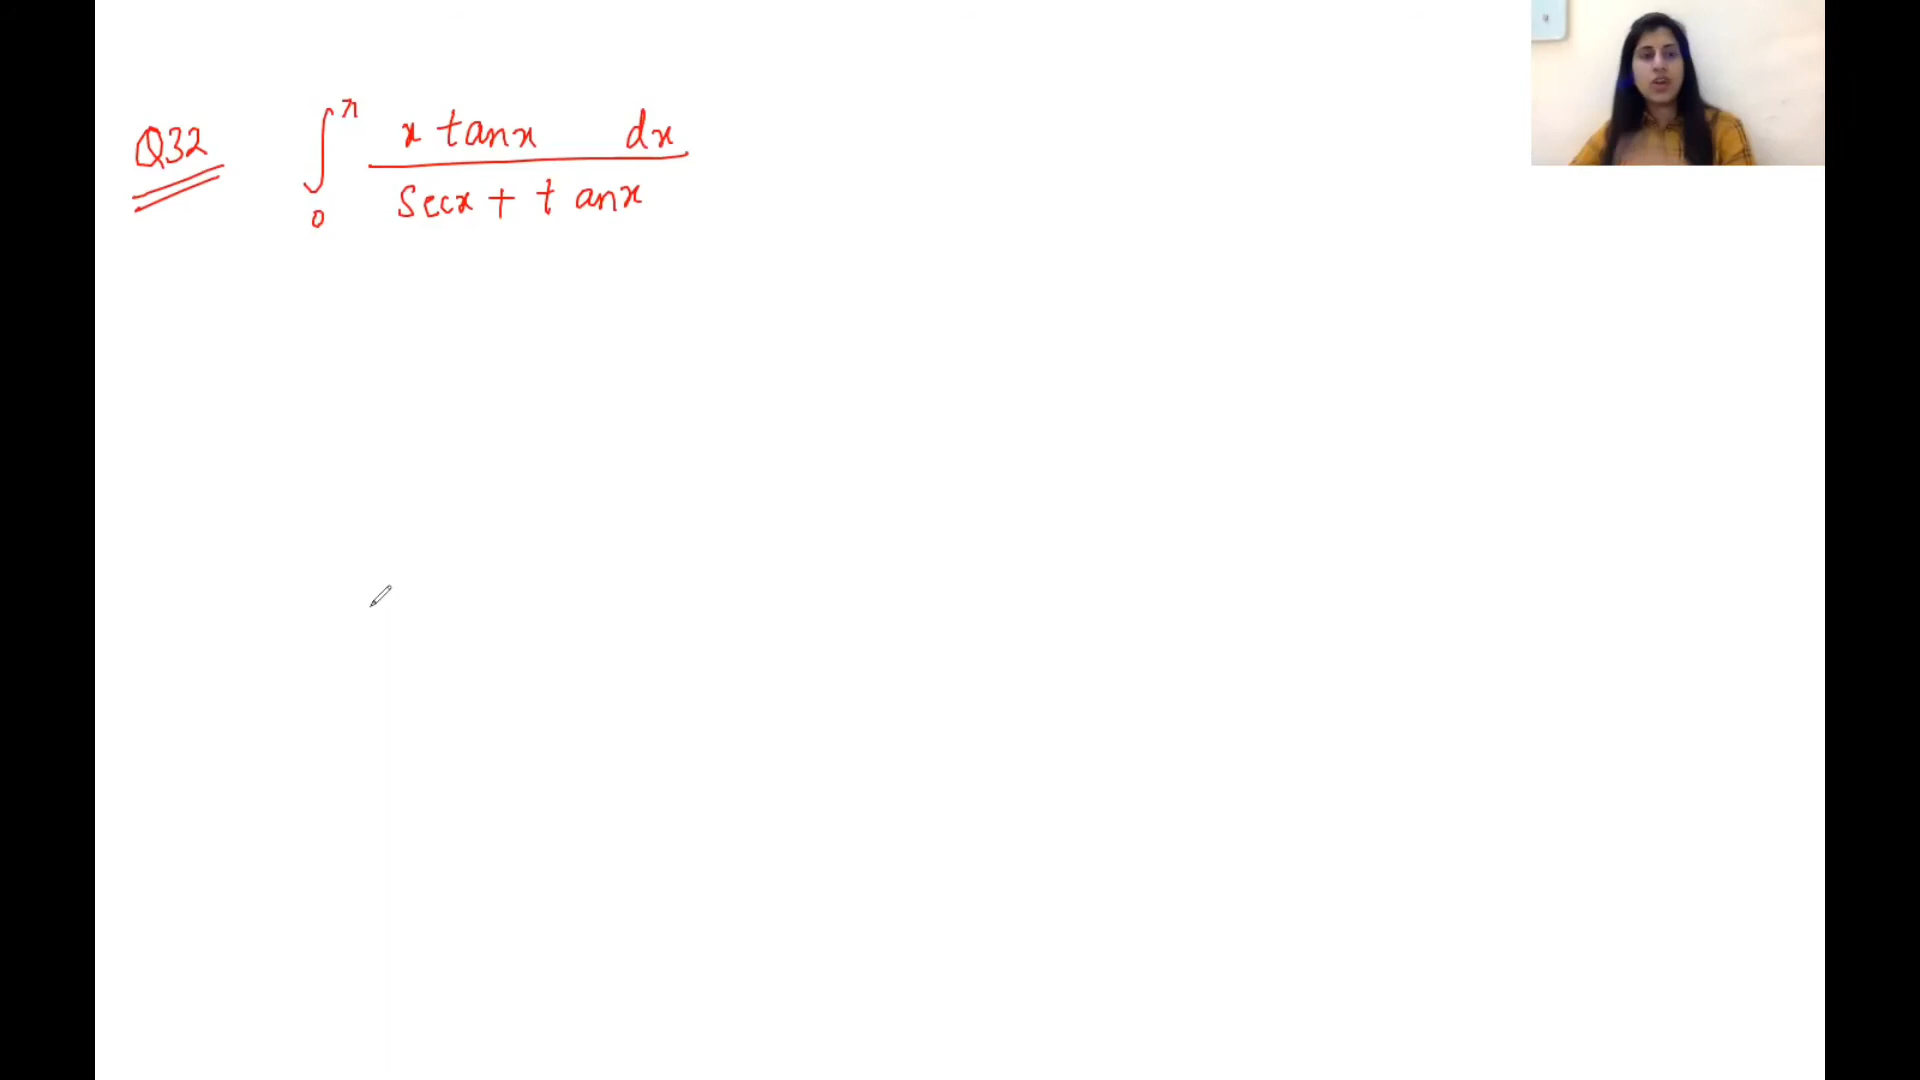 Q32 ∫₀^π x tanx dx
secx + tanx